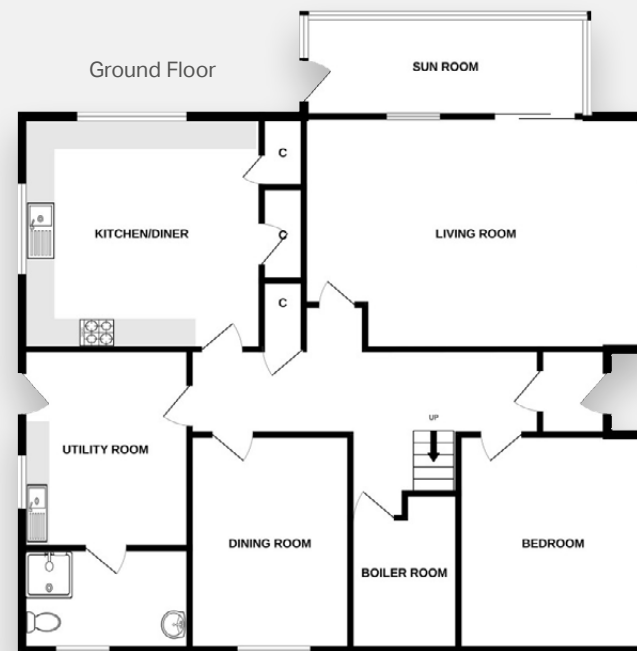 Ground Floor
SUN ROOM
C
KITCHEN/DINER
C
LIVING ROOM
C
UP
UTILITY ROOM
DINING ROOM
BEDROOM
BOILER ROOM